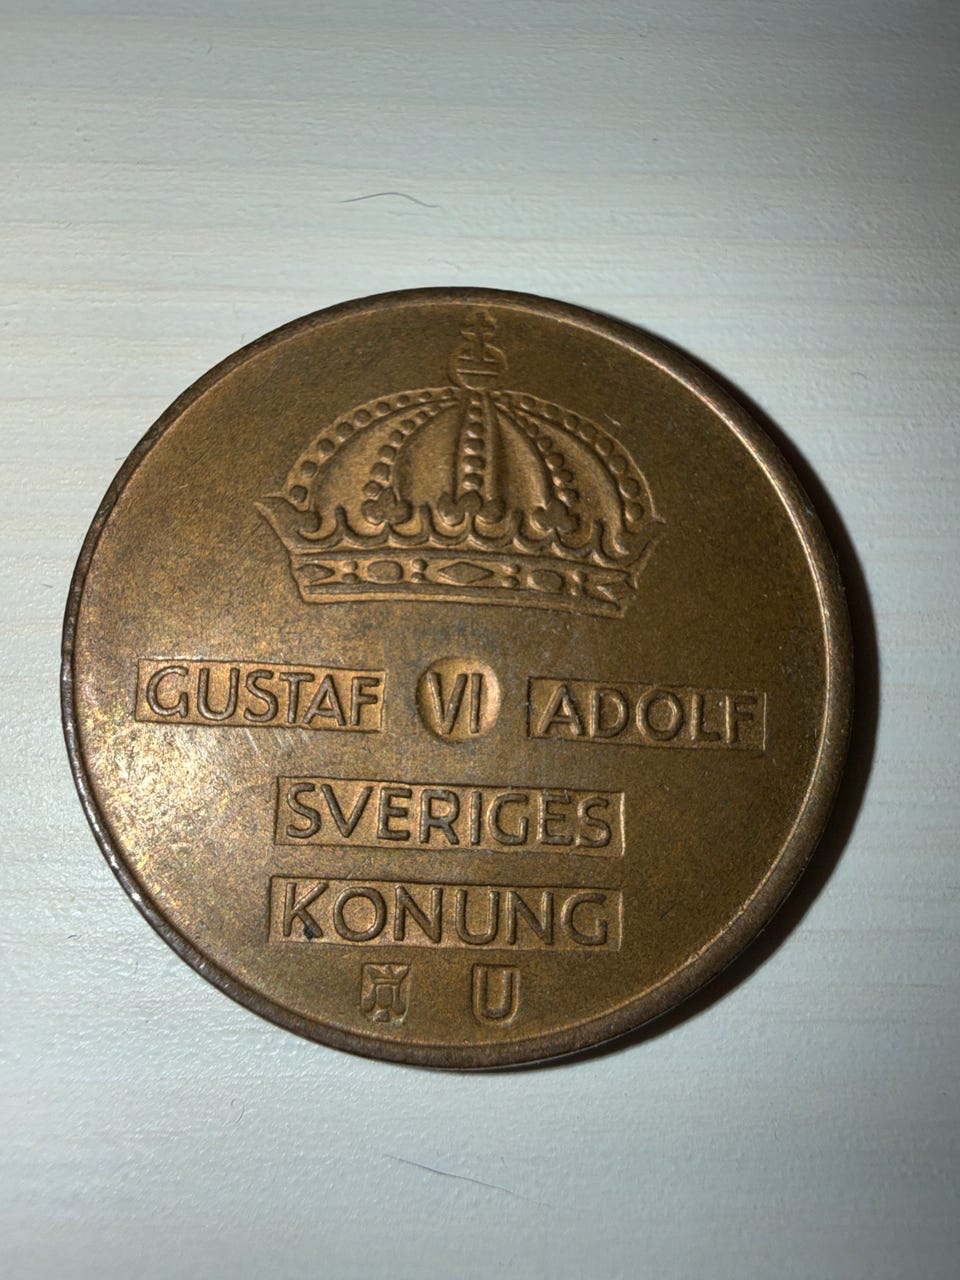 GUSTAF VI ADOLF
SVERIGES
KONUNG
U